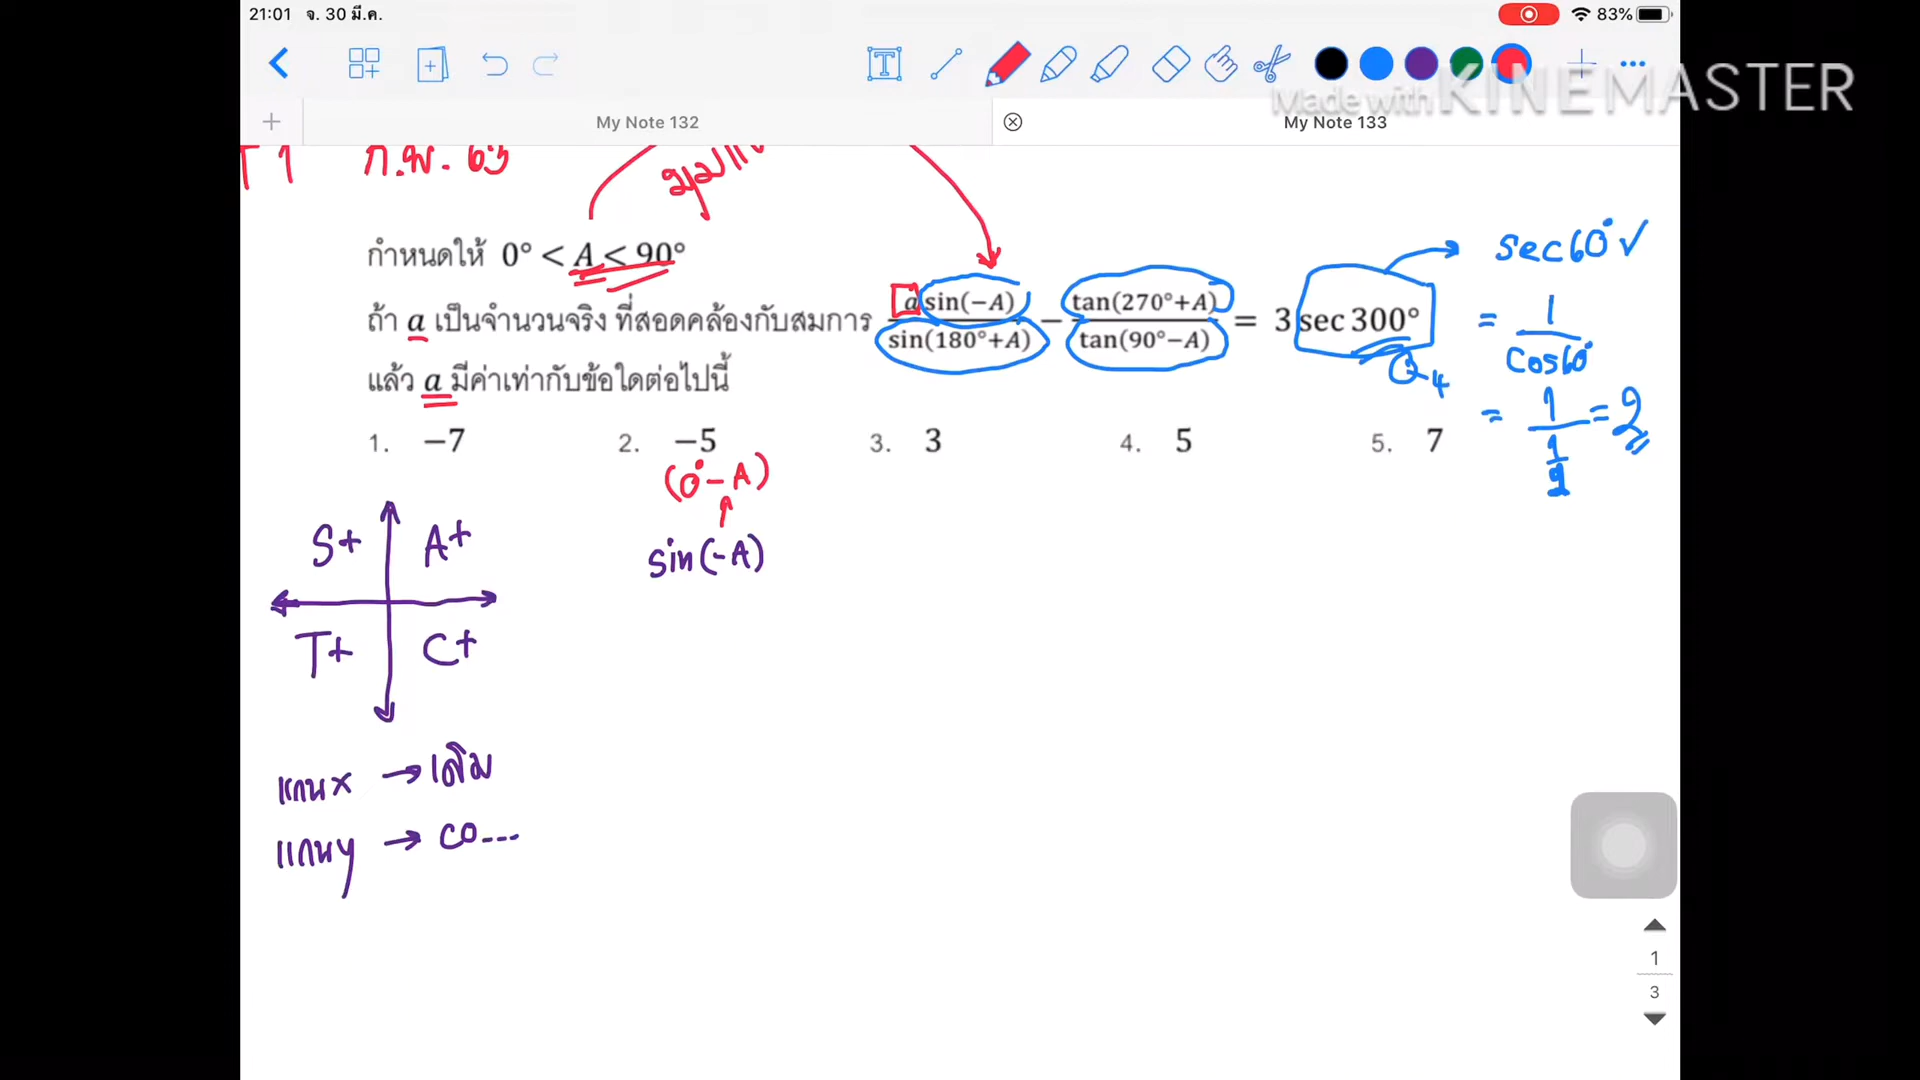 21:01 จ. 30 มี.ค. 83%
Made with KINEMASTER
My Note 132
My Note 133
ก.พ. 63
กำหนดให้ 0° < A < 90°
ถ้า a เป็นจำนวนจริง ที่สอดคล้องกับสมการ a sin(−A) / sin(180°+A) − tan(270°+A) / tan(90°−A) = 3 sec 300°
แล้ว a มีค่าเท่ากับข้อใดต่อไปนี้
1. −7 2. −5 3. 3 4. 5 5. 7
sec60° ✓
= 1/cos60°
Q4
= 1/(1/2) = 2
(0° − A)
sin(−A)
S+ A+
T+ C+
แกนx → เดิม
แกนy → co---
1
3